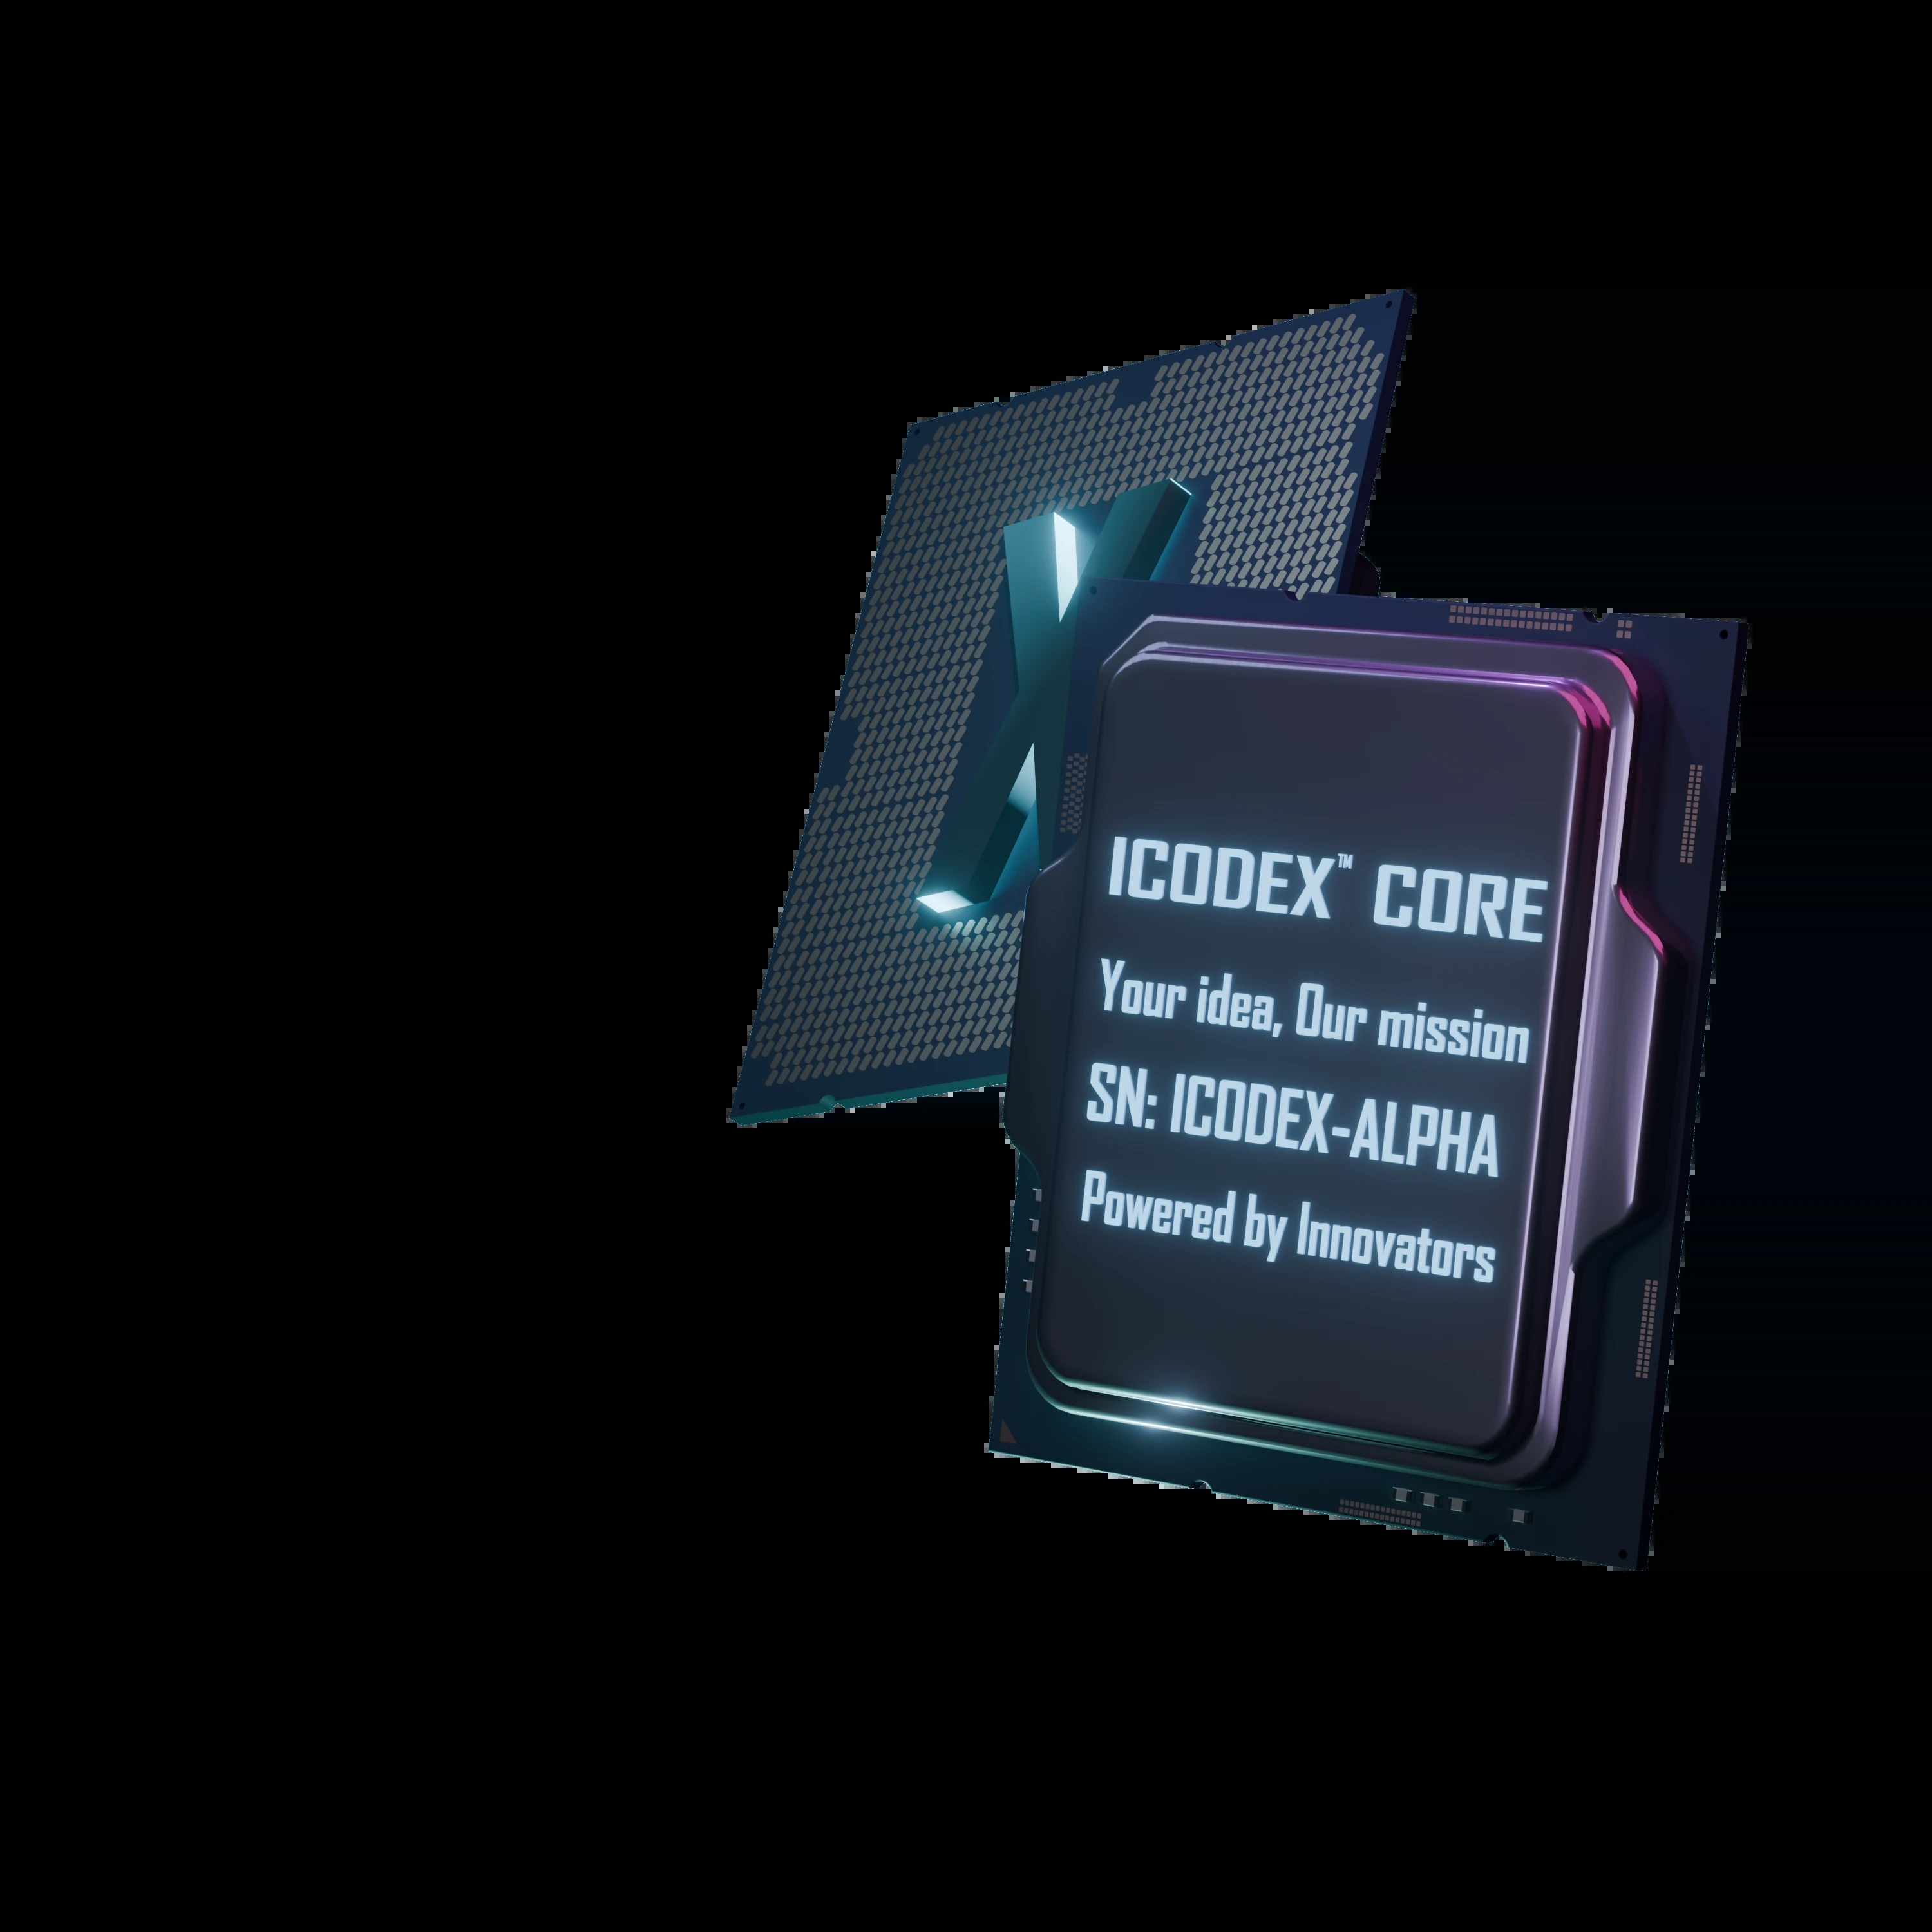 ICODEX™ CORE
Your idea, Our mission
SN: ICODEX-ALPHA
Powered by Innovators